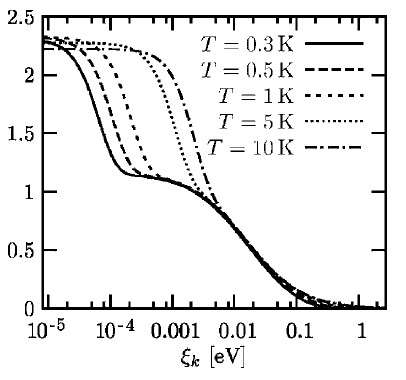 2.5
2
1.5
1
0.5
0
T = 0.3 K
T = 0.5 K
T = 1 K
T = 5 K
T = 10 K
10⁻⁵ 10⁻⁴ 0.001 0.01 0.1 1
ξₖ [eV]